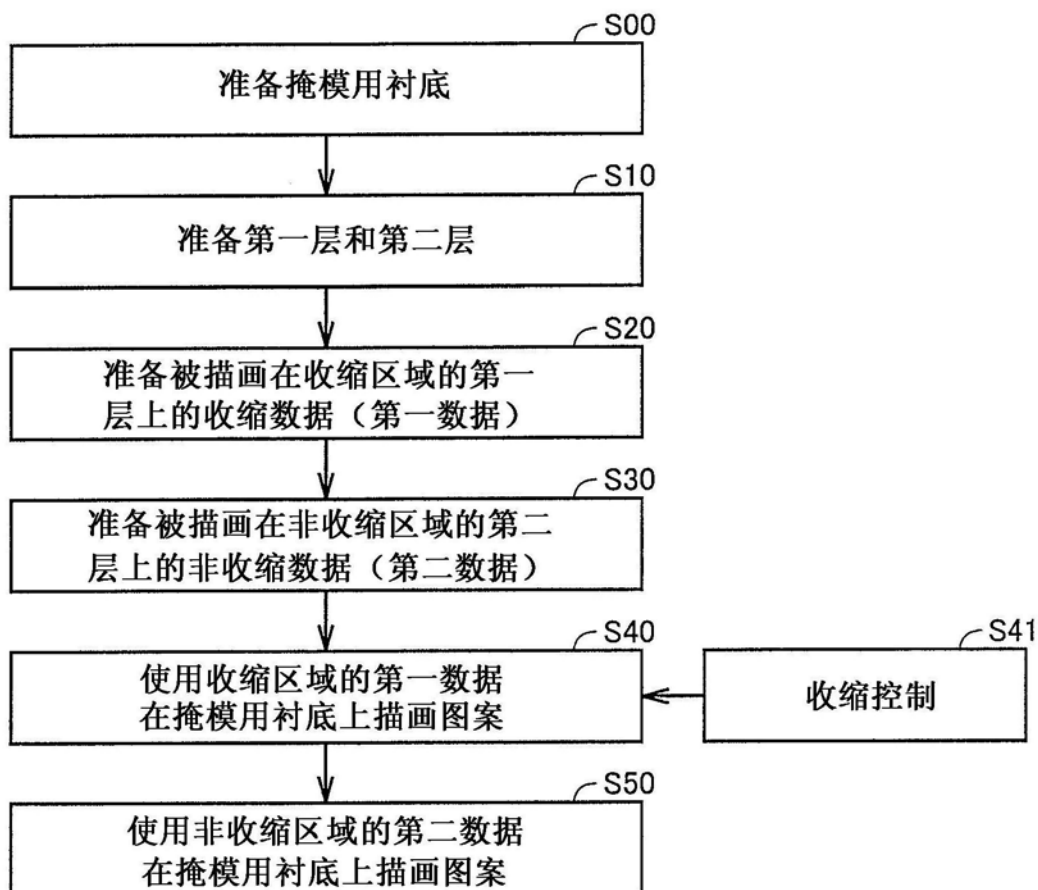 S00
准备掩模用衬底
S10
准备第一层和第二层
S20
准备被描画在收缩区域的第一
层上的收缩数据（第一数据）
S30
准备被描画在非收缩区域的第二
层上的非收缩数据（第二数据）
S40
使用收缩区域的第一数据
在掩模用衬底上描画图案
S41
收缩控制
S50
使用非收缩区域的第二数据
在掩模用衬底上描画图案